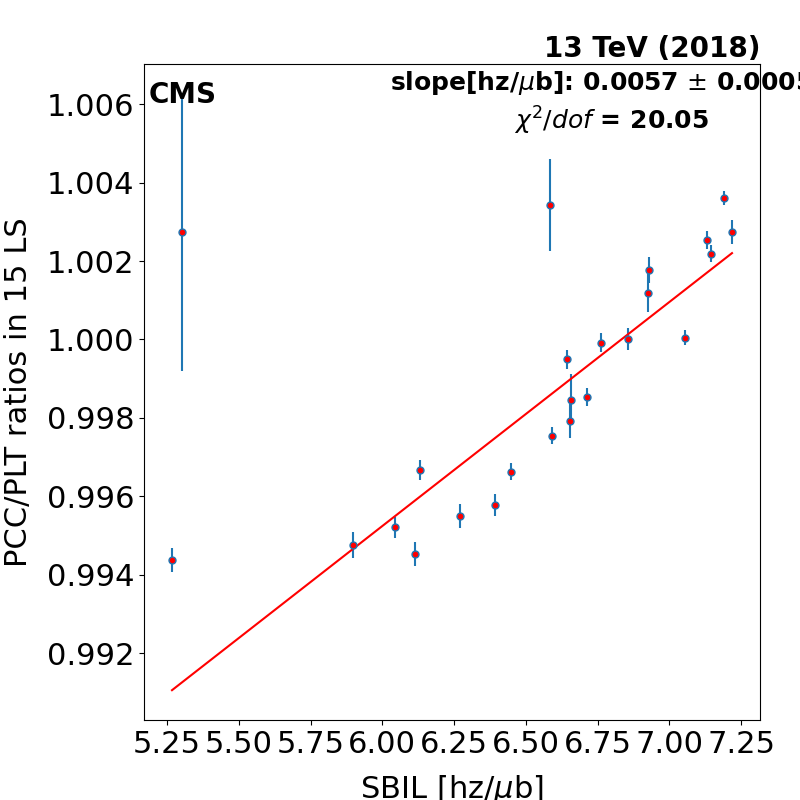 13 TeV (2018)
CMS
slope[hz/μb]: 0.0057 ± 0.0005
χ²/dof = 20.05
PCC/PLT ratios in 15 LS
1.006
1.004
1.002
1.000
0.998
0.996
0.994
0.992
5.25 5.50 5.75 6.00 6.25 6.50 6.75 7.00 7.25
SBIL [hz/μb]